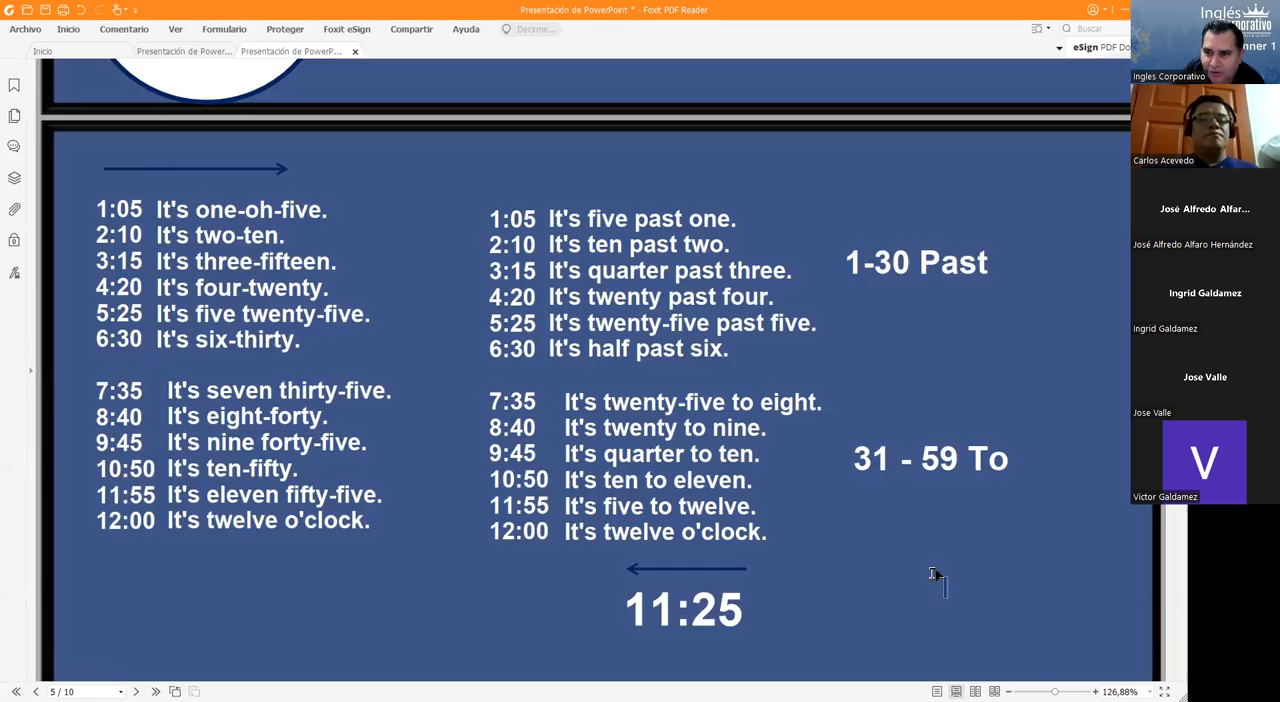 Presentación de PowerPoint * - Foxit PDF Reader
Archivo Inicio Comentario Ver Formulario Proteger Foxit eSign Compartir Ayuda Decirme... Buscar
Inicio Presentación de Power... Presentación de PowerP... eSign PDF Do
1:05 It's one-oh-five.
2:10 It's two-ten.
3:15 It's three-fifteen.
4:20 It's four-twenty.
5:25 It's five twenty-five.
6:30 It's six-thirty.
7:35 It's seven thirty-five.
8:40 It's eight-forty.
9:45 It's nine forty-five.
10:50 It's ten-fifty.
11:55 It's eleven fifty-five.
12:00 It's twelve o'clock.
1:05 It's five past one.
2:10 It's ten past two.
3:15 It's quarter past three.
4:20 It's twenty past four.
5:25 It's twenty-five past five.
6:30 It's half past six.
7:35 It's twenty-five to eight.
8:40 It's twenty to nine.
9:45 It's quarter to ten.
10:50 It's ten to eleven.
11:55 It's five to twelve.
12:00 It's twelve o'clock.
1-30 Past
31 - 59 To
11:25
Inglés
orporativo
nner 1
Ingles Corporativo
Carlos Acevedo
José Alfredo Alfar...
José Alfredo Alfaro Hernández
Ingrid Galdamez
Ingrid Galdamez
Jose Valle
Jose Valle
V
Victor Galdamez
5 / 10
126,88%